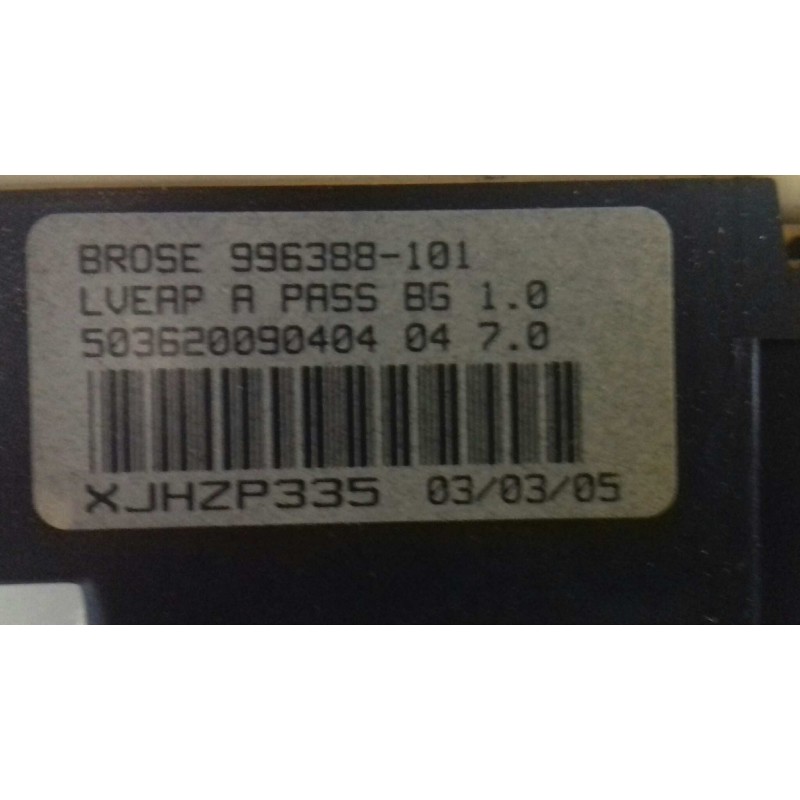 BROSE 996388-101
LVEAP A PASS BG 1.0
503620090404 04 7.0
XJHZP335 03/03/05